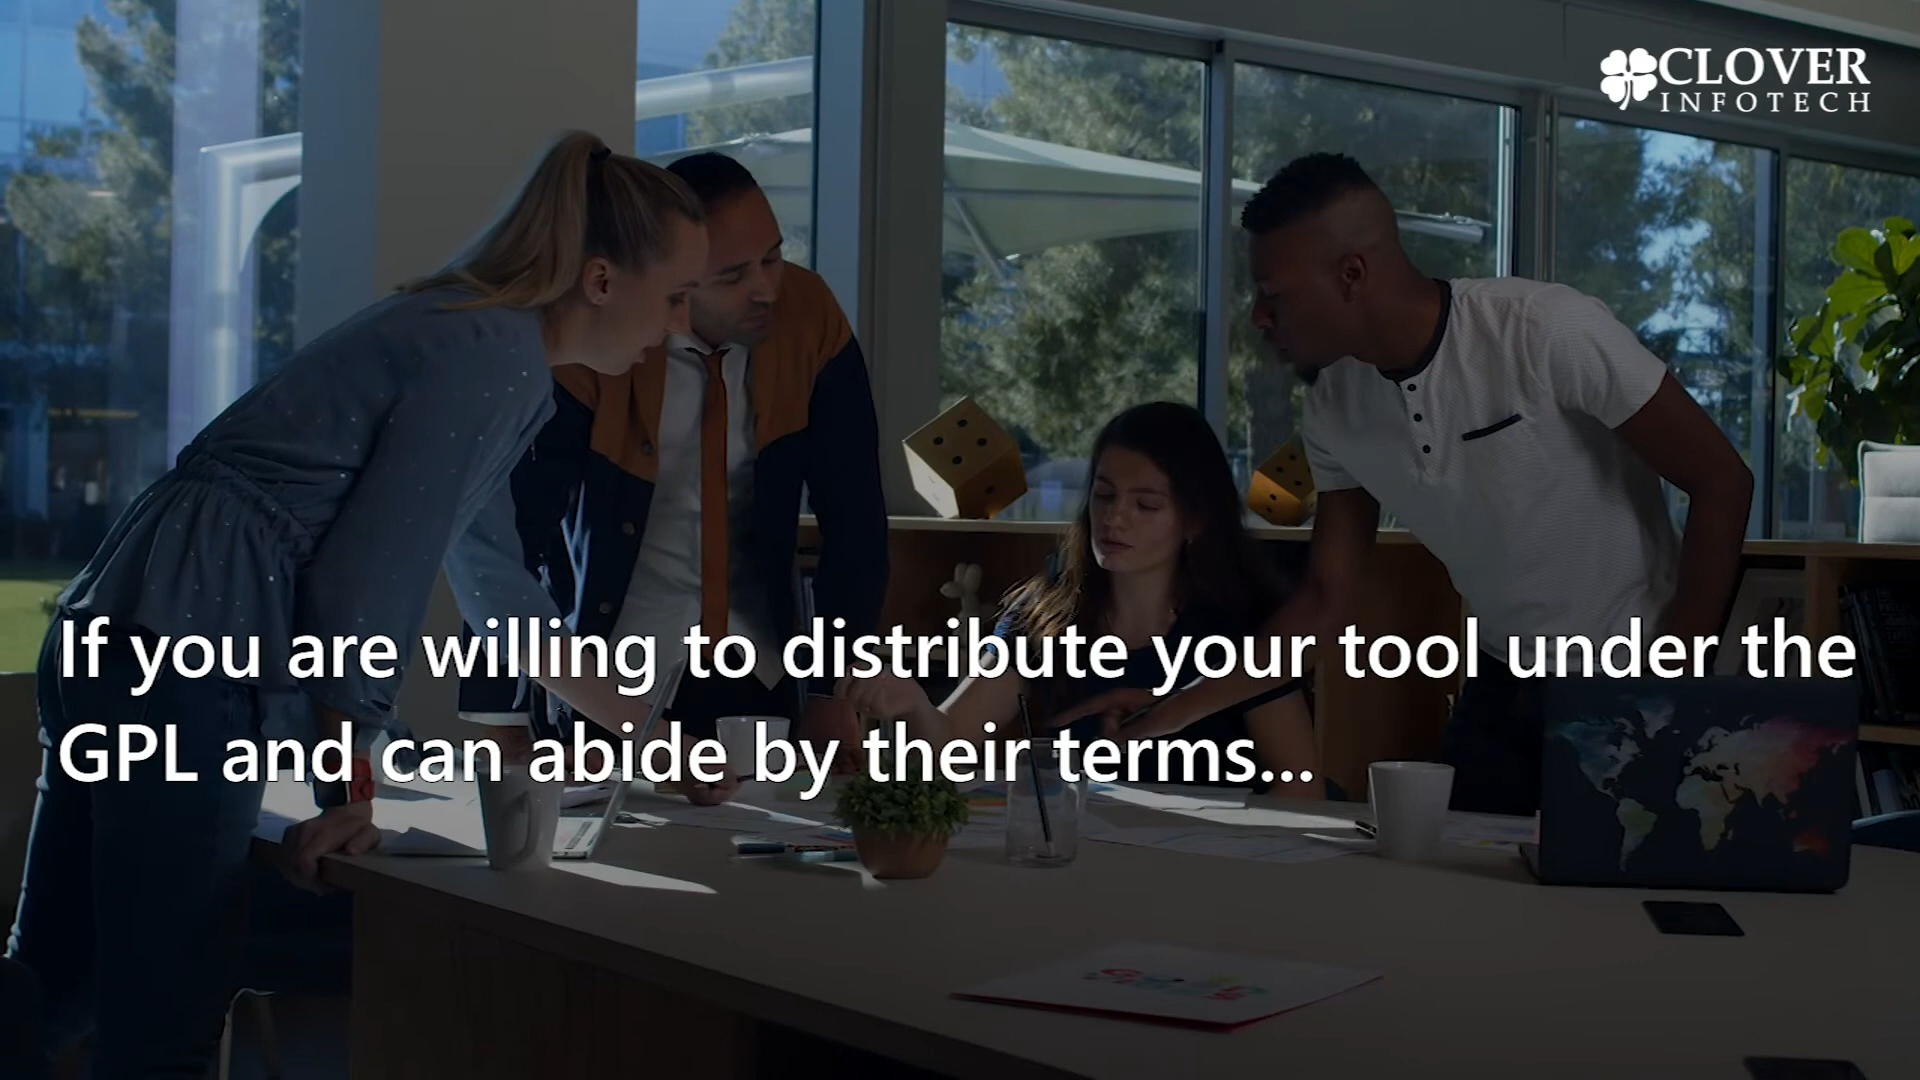 CLOVER
INFOTECH
If you are willing to distribute your tool under the
GPL and can abide by their terms...